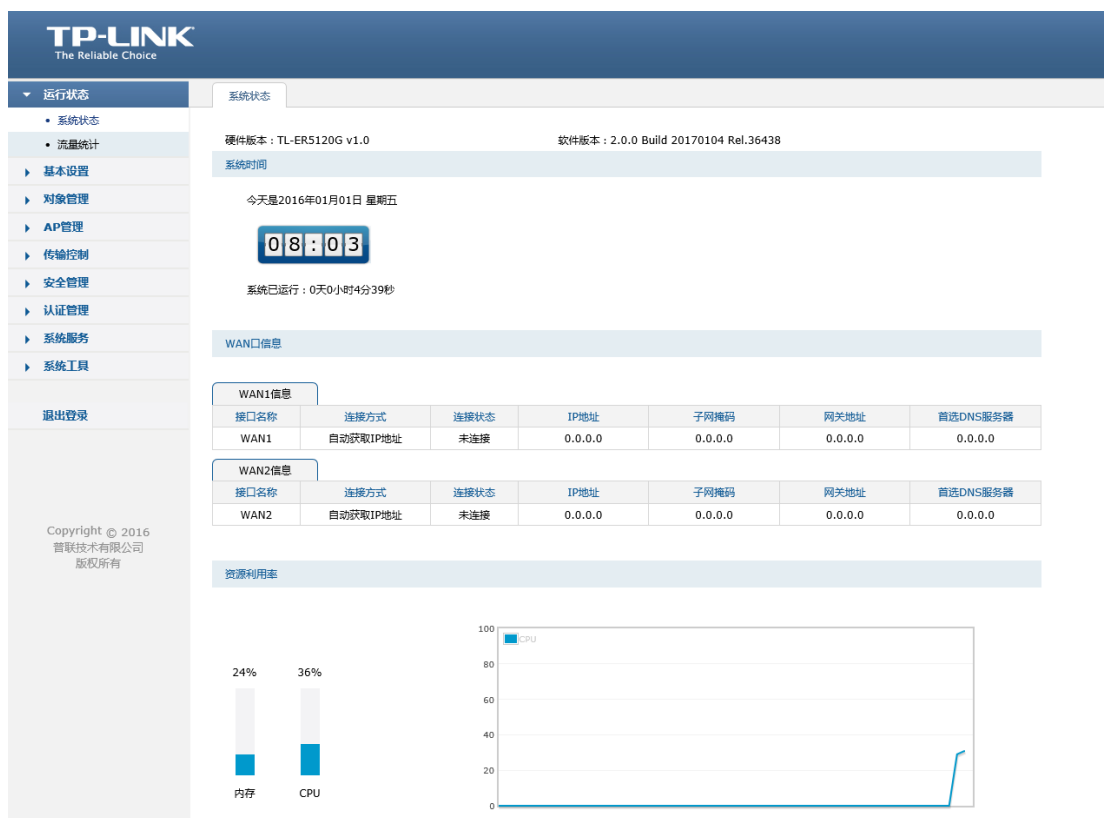 TP-LINK
The Reliable Choice
运行状态
系统状态
流量统计
基本设置
对象管理
AP管理
传输控制
安全管理
认证管理
系统服务
系统工具
退出登录
Copyright © 2016
普联技术有限公司
版权所有
系统状态
硬件版本：TL-ER5120G v1.0 软件版本：2.0.0 Build 20170104 Rel.36438
系统时间
今天是2016年01月01日 星期五
08:03
系统已运行：0天0小时4分39秒
WAN口信息
WAN1信息
接口名称 连接方式 连接状态 IP地址 子网掩码 网关地址 首选DNS服务器
WAN1 自动获取IP地址 未连接 0.0.0.0 0.0.0.0 0.0.0.0 0.0.0.0
WAN2信息
接口名称 连接方式 连接状态 IP地址 子网掩码 网关地址 首选DNS服务器
WAN2 自动获取IP地址 未连接 0.0.0.0 0.0.0.0 0.0.0.0 0.0.0.0
资源利用率
24% 36%
内存 CPU
CPU
100
80
60
40
20
0